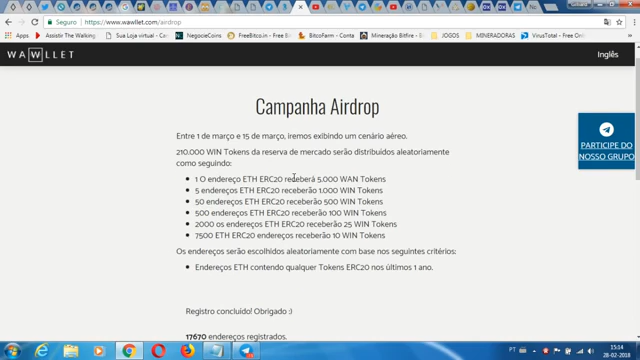 Seguro
https://www.wawllet.com/airdrop
Apps
Assistir The Walking
Sua Loja virtual - Ca
NegocieCoins
FreeBitco.in
BitcoFarm - Conta
Mineração Bitfire - R
JOGOS
MINERADORAS
VirusTotal - Free Onli
WAWLLET
Inglês
Campanha Airdrop
Entre 1 de março e 15 de março, iremos exibindo um cenário aéreo.
210.000 WIN Tokens da reserva de mercado serão distribuidos aleatoriamente
como seguindo:
1 O endereço ETH ERC20 receberá 5.000 WAN Tokens
5 endereços ETH ERC20 receberão 1.000 WIN Tokens
50 endereços ETH ERC20 receberão 500 WIN Tokens
500 endereços ETH ERC20 receberão 100 WIN Tokens
2000 os endereços ETH ERC20 receberão 25 WIN Tokens
7500 ETH ERC20 endereços receberão 10 WIN Tokens
Os endereços serão escolhidos aleatoriamente com base nos seguintes critérios:
Endereços ETH contendo qualquer Tokens ERC20 nos últimos 1 ano.
Registro concluído! Obrigado :)
17670 endereços registrados.
PARTICIPE DO
NOSSO GRUPO
PT
15:14
28-02-2018